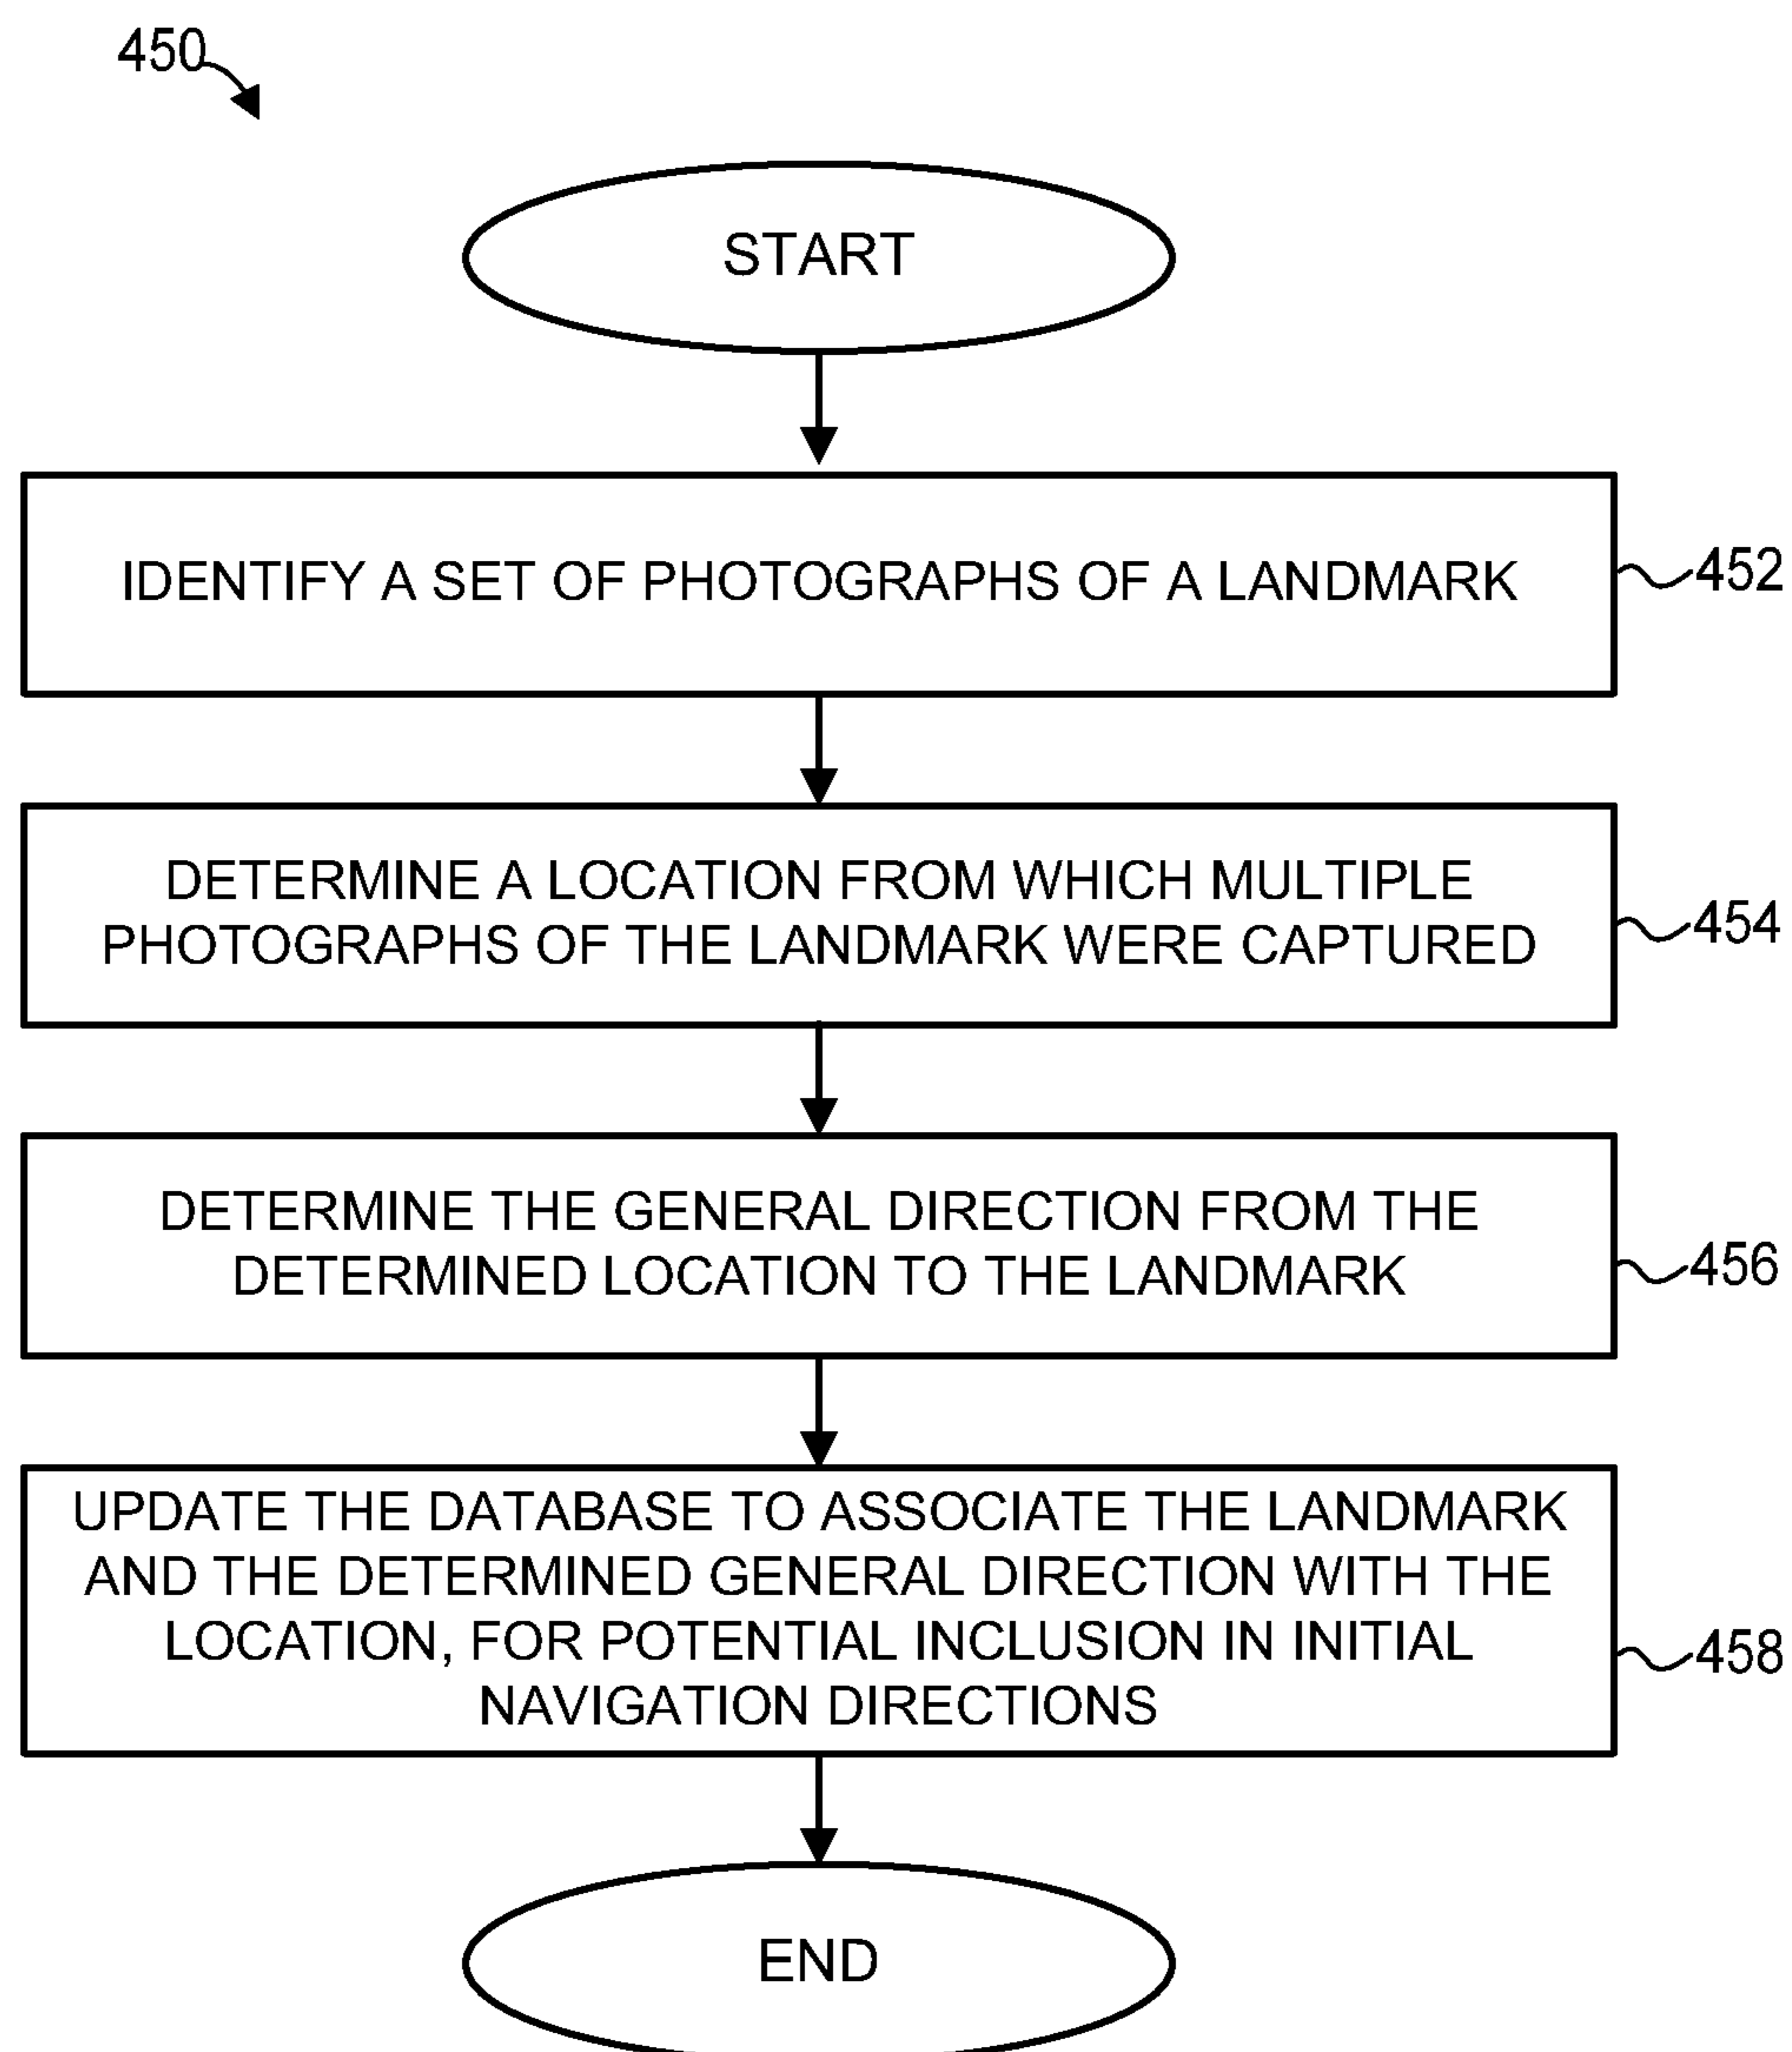 450
START
IDENTIFY A SET OF PHOTOGRAPHS OF A LANDMARK
452
DETERMINE A LOCATION FROM WHICH MULTIPLE
PHOTOGRAPHS OF THE LANDMARK WERE CAPTURED
454
DETERMINE THE GENERAL DIRECTION FROM THE
DETERMINED LOCATION TO THE LANDMARK
456
UPDATE THE DATABASE TO ASSOCIATE THE LANDMARK
AND THE DETERMINED GENERAL DIRECTION WITH THE
LOCATION, FOR POTENTIAL INCLUSION IN INITIAL
NAVIGATION DIRECTIONS
458
END